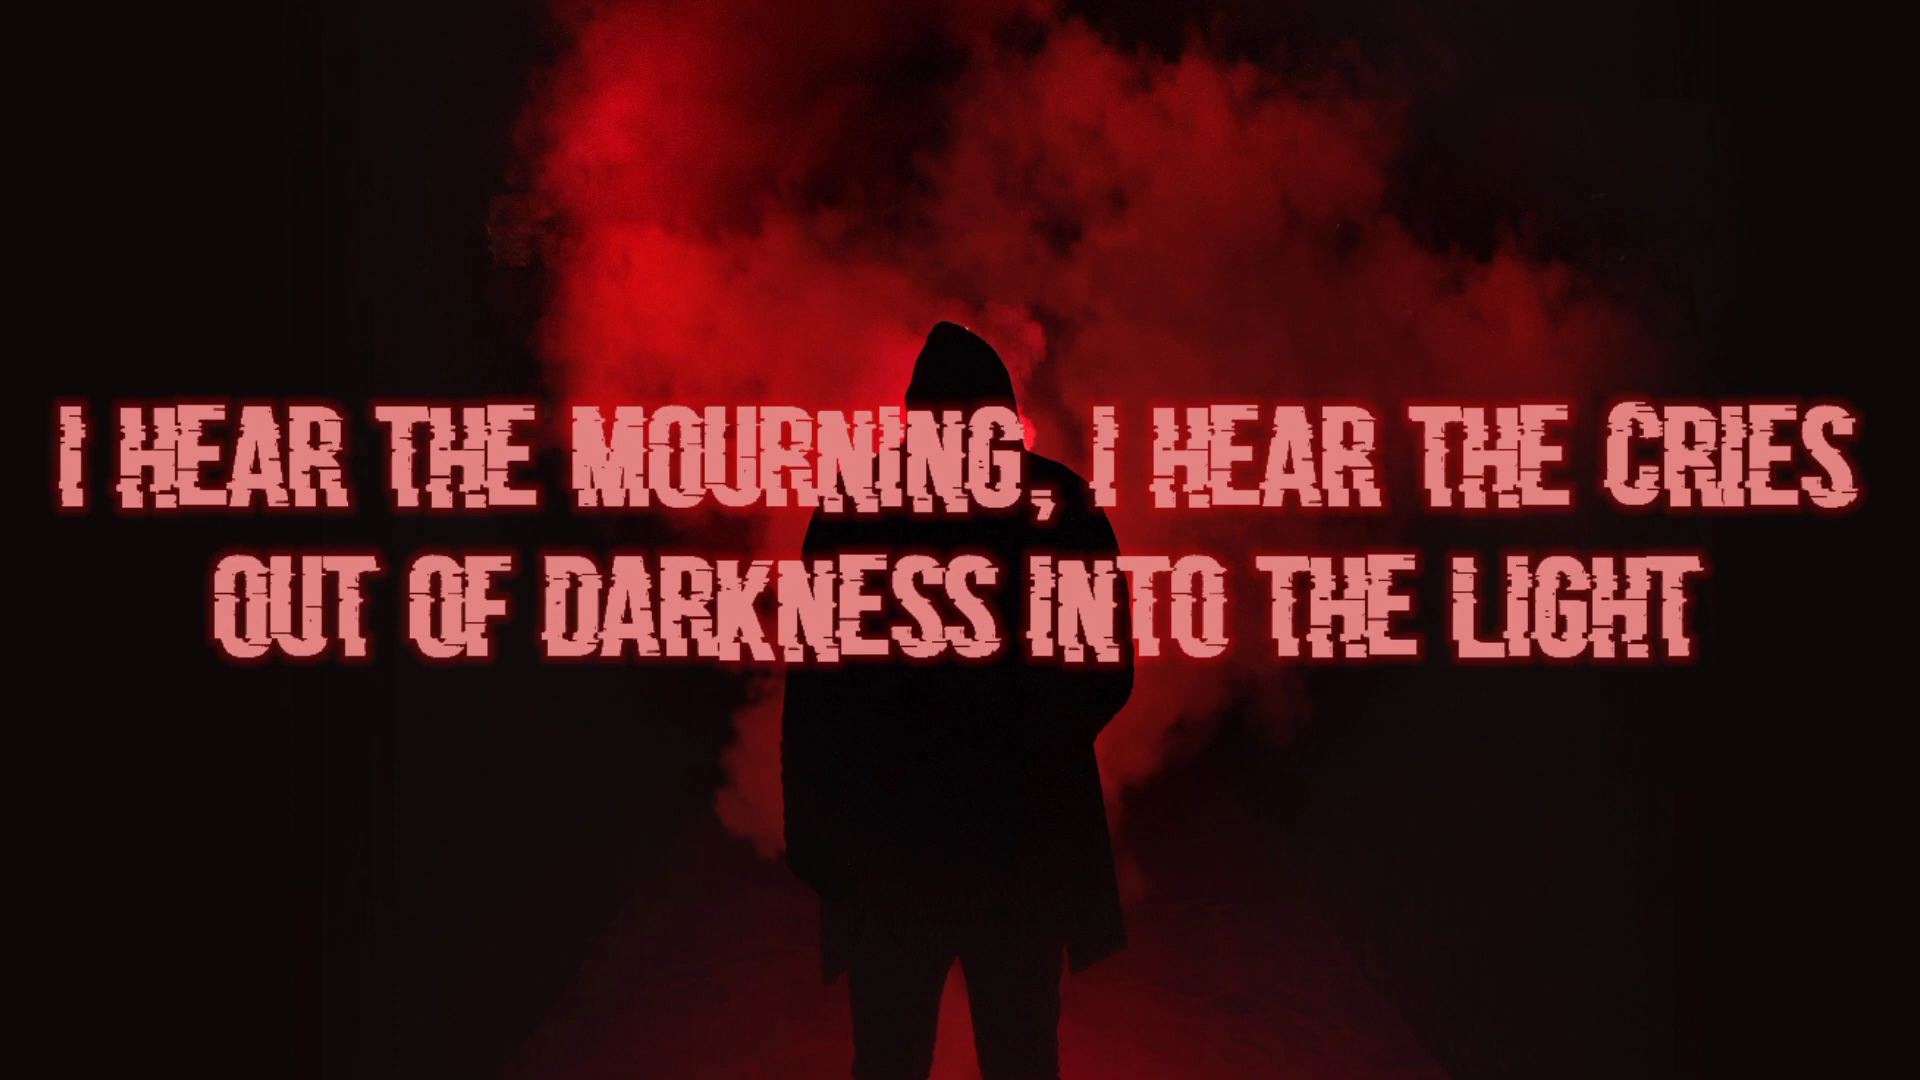 I HEAR THE MOURNING, I HEAR THE CRIES
OUT OF DARKNESS INTO THE LIGHT